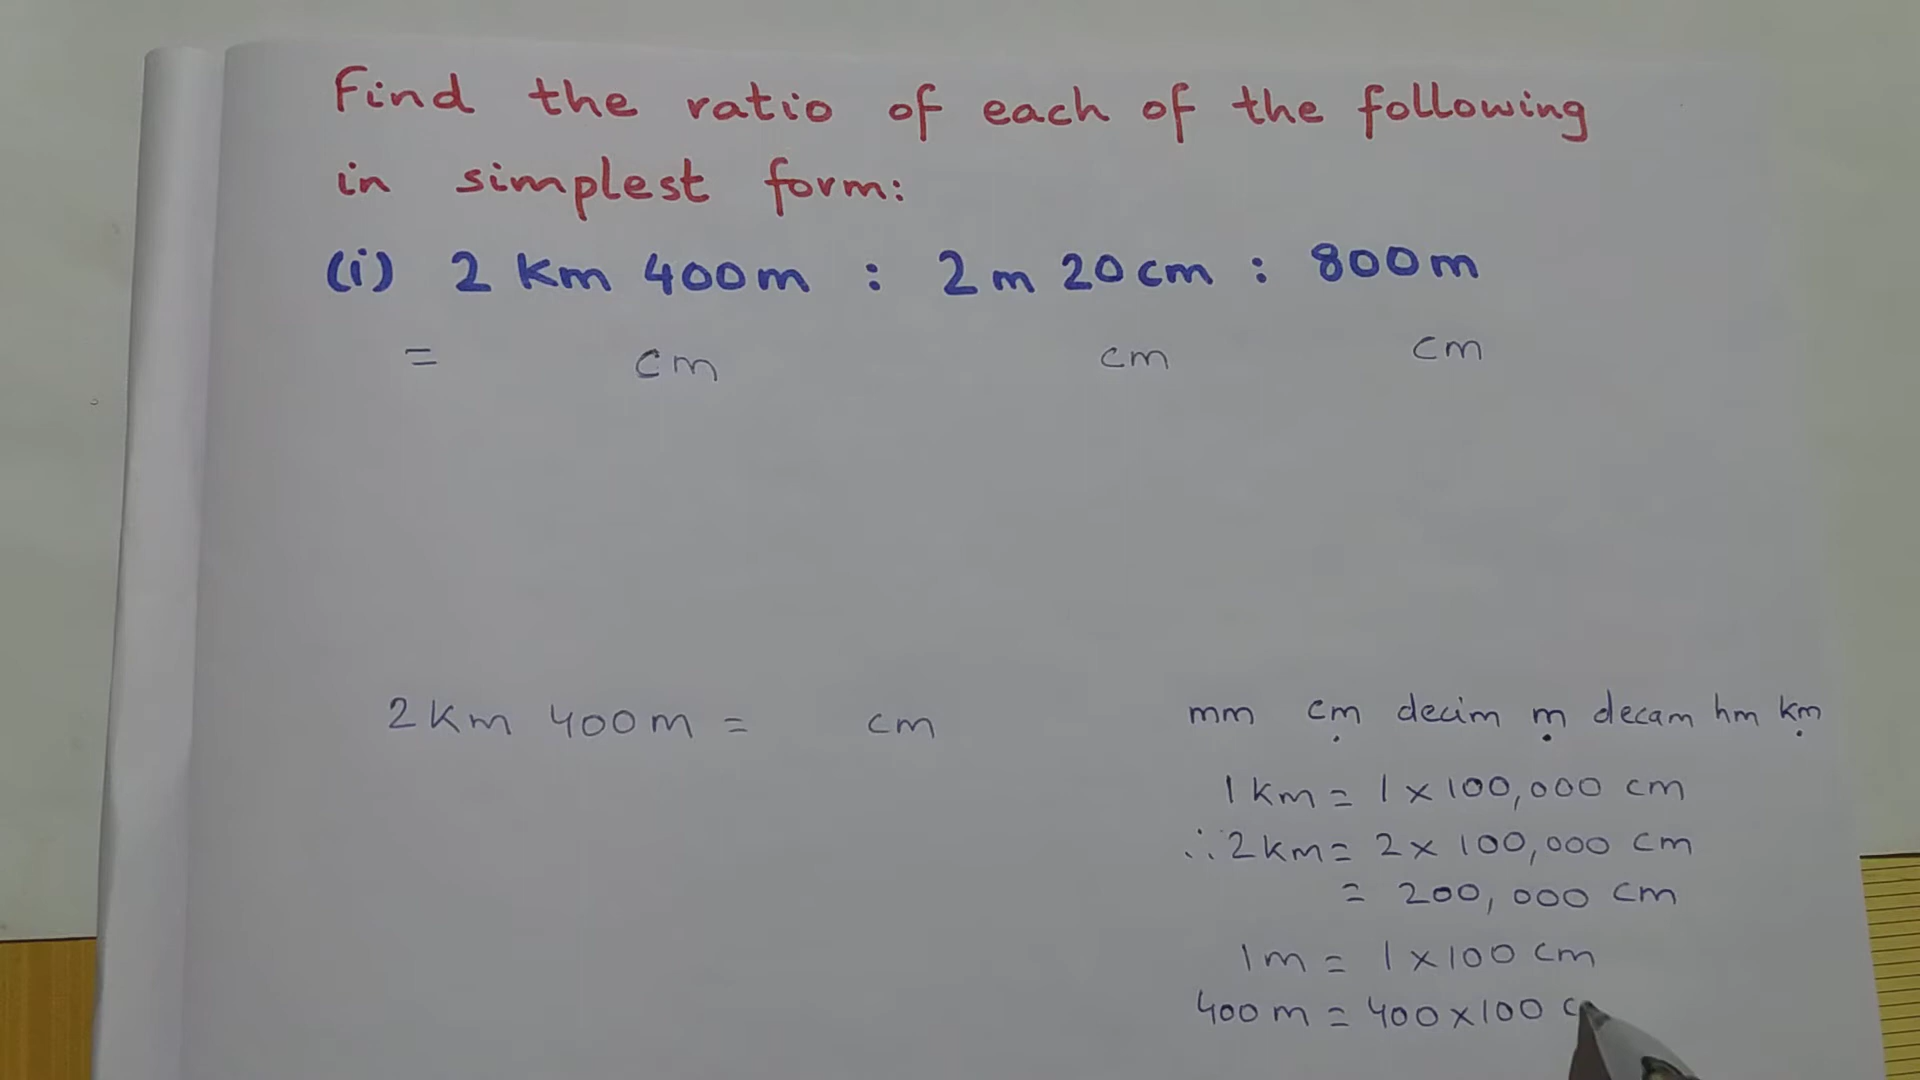 Find the ratio of each of the following
in simplest form:
(i) 2 Km 400m : 2m 20cm : 800m
= cm cm cm
2 Km 400m = cm
mm cm decim m decam hm km
1 km = 1 × 100,000 cm
∴ 2 km = 2 × 100,000 cm
= 200,000 cm
1m = 1 × 100 cm
400 m = 400 × 100 c